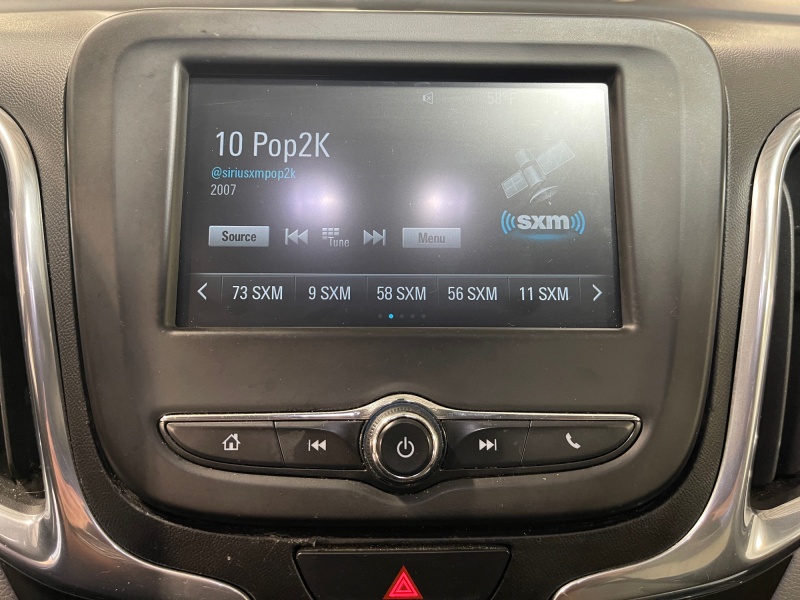 10 Pop2K
@siriusxmpop2k
2007
((sxm))
Source Tune Menu
73 SXM 9 SXM 58 SXM 56 SXM 11 SXM